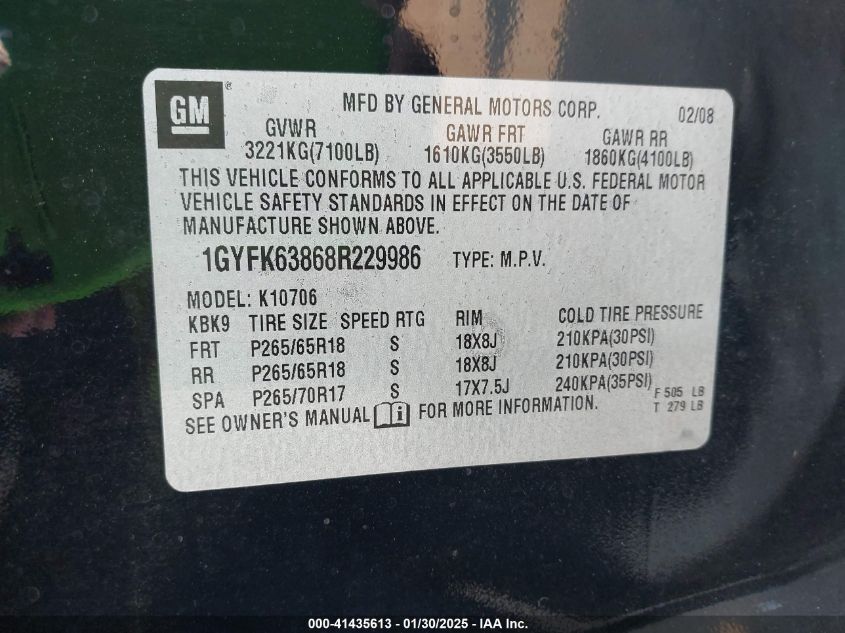 GM ® MFD BY GENERAL MOTORS CORP. 02/08
GVWR GAWR FRT GAWR RR
3221KG(7100LB) 1610KG(3550LB) 1860KG(4100LB)
THIS VEHICLE CONFORMS TO ALL APPLICABLE U.S. FEDERAL MOTOR
VEHICLE SAFETY STANDARDS IN EFFECT ON THE DATE OF
MANUFACTURE SHOWN ABOVE.
1GYFK63868R229986 TYPE: M.P.V.
MODEL: K10706
KBK9 TIRE SIZE SPEED RTG RIM COLD TIRE PRESSURE
FRT P265/65R18 S 18X8J 210KPA(30PSI)
RR P265/65R18 S 18X8J 210KPA(30PSI)
SPA P265/70R17 S 17X7.5J 240KPA(35PSI) F 505 LB
T 279 LB
SEE OWNER'S MANUAL i FOR MORE INFORMATION.
000-41435613 - 01/30/2025 - IAA Inc.